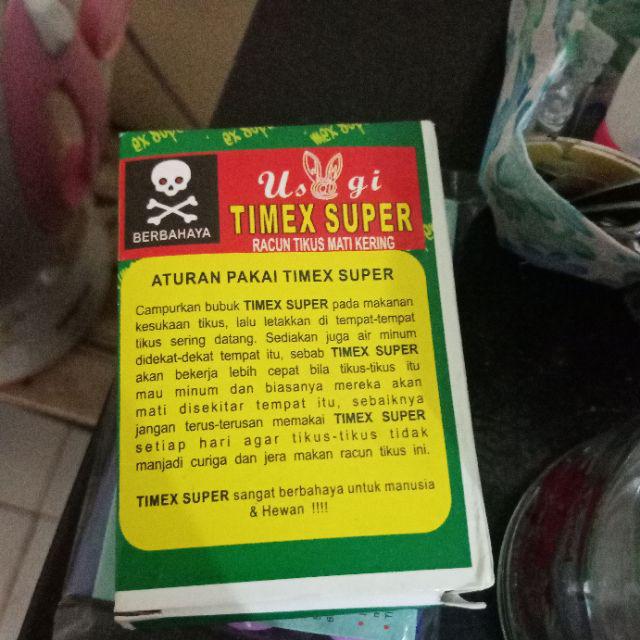 BERBAHAYA
Us gi
TIMEX SUPER
RACUN TIKUS MATI KERING
ATURAN PAKAI TIMEX SUPER
Campurkan bubuk TIMEX SUPER pada makanan
kesukaan tikus, lalu letakkan di tempat-tempat
tikus sering datang. Sediakan juga air minum
didekat-dekat tempat itu, sebab TIMEX SUPER
akan bekerja lebih cepat bila tikus-tikus itu
mau minum dan biasanya mereka akan
mati disekitar tempat itu, sebaiknya
jangan terus-terusan memakai TIMEX SUPER
setiap hari agar tikus-tikus tidak
manjadi curiga dan jera makan racun tikus ini.
TIMEX SUPER sangat berbahaya untuk manusia
& Hewan !!!!